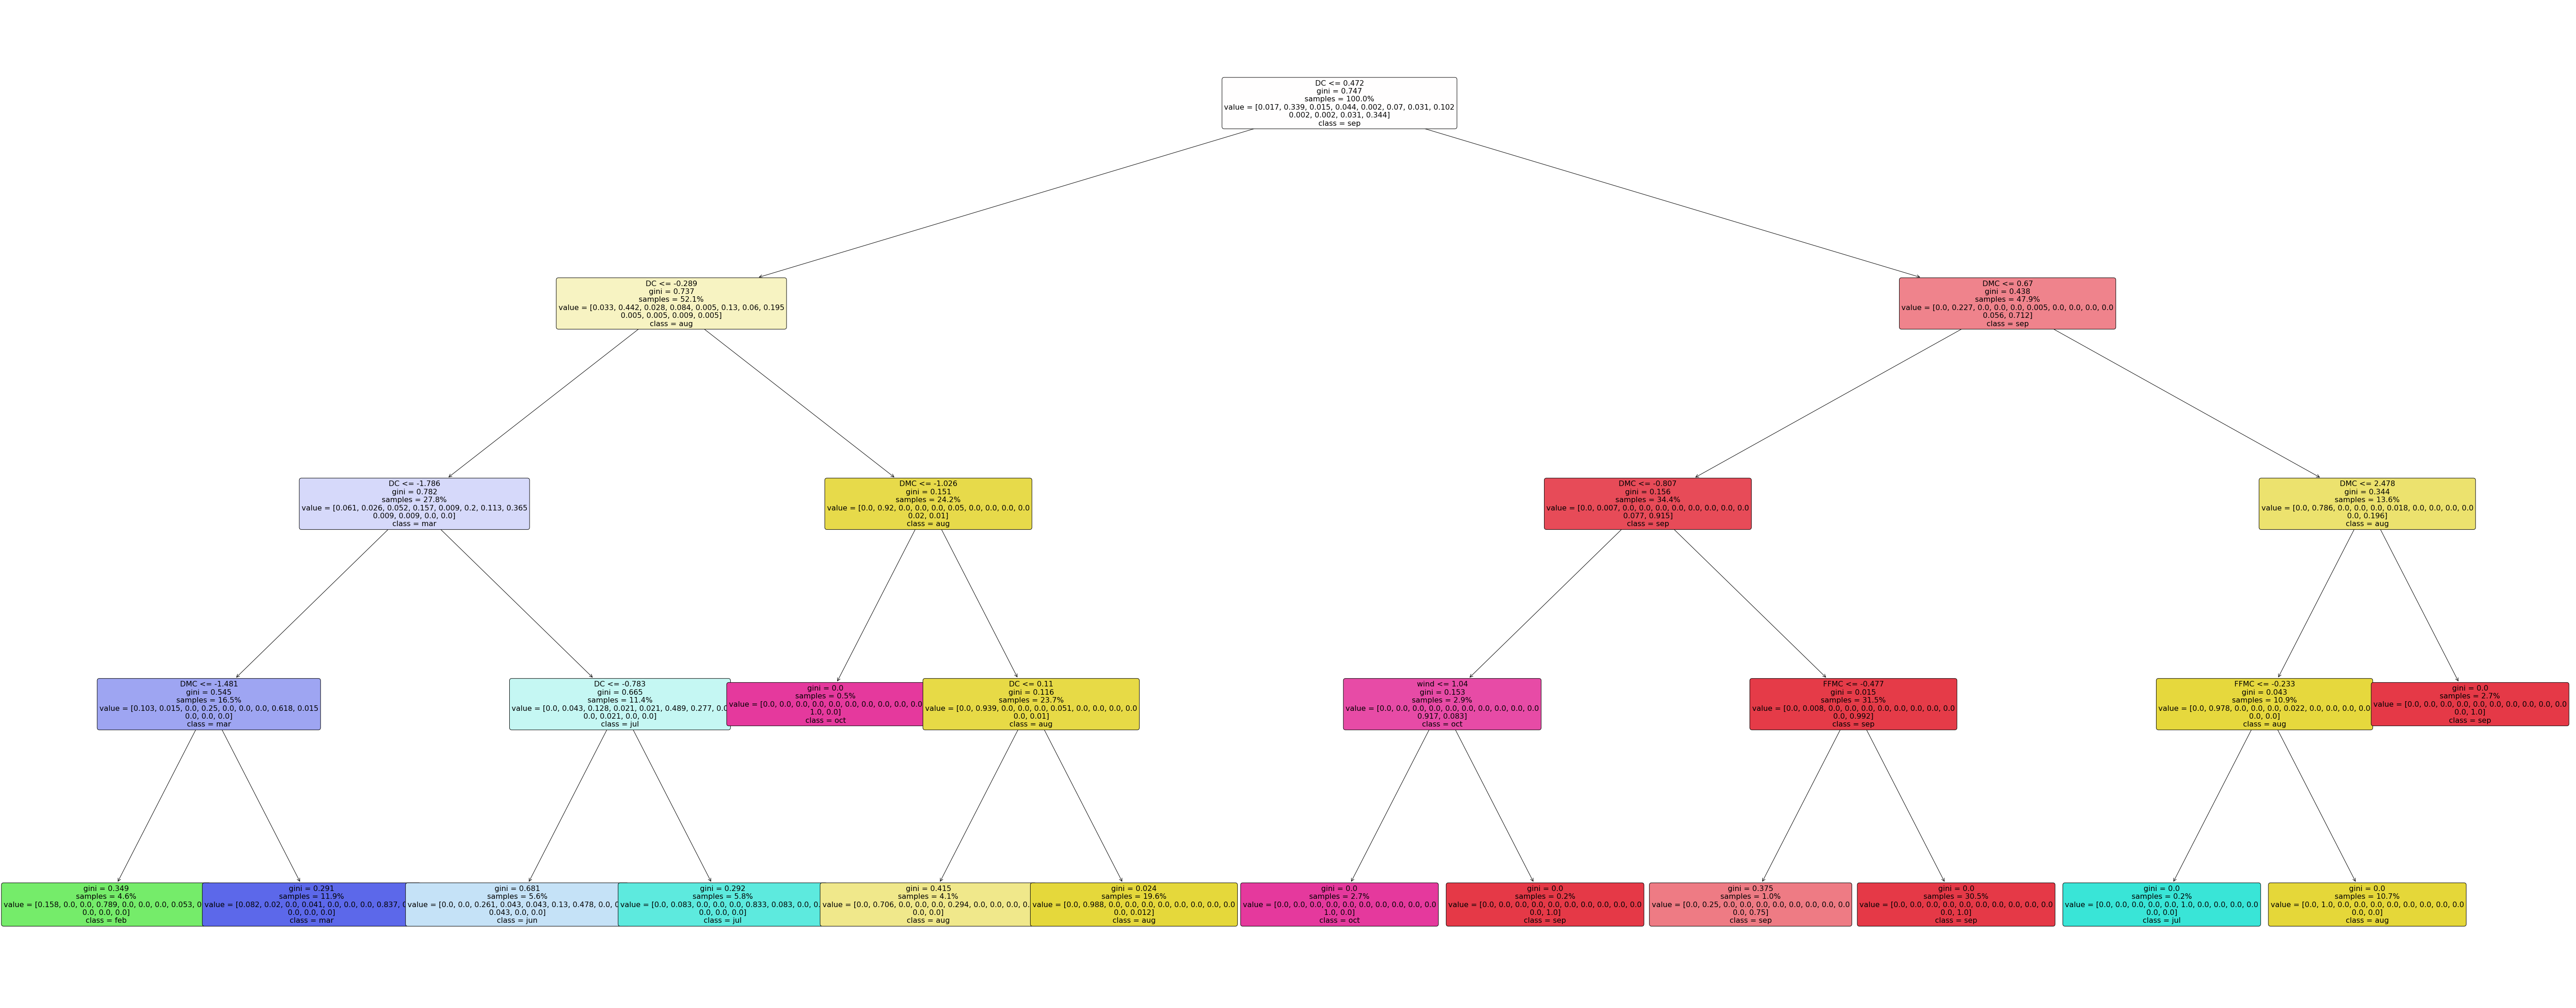 DC <= 0.472
gini = 0.747
samples = 100.0%
value = [0.017, 0.339, 0.015, 0.044, 0.002, 0.07, 0.031, 0.102
0.002, 0.002, 0.031, 0.344]
class = sep
DC <= -0.289
gini = 0.737
samples = 52.1%
value = [0.033, 0.442, 0.028, 0.084, 0.005, 0.13, 0.06, 0.195
0.005, 0.005, 0.009, 0.005]
class = aug
DMC <= 0.67
gini = 0.438
samples = 47.9%
value = [0.0, 0.227, 0.0, 0.0, 0.0, 0.005, 0.0, 0.0, 0.0, 0.0
0.056, 0.712]
class = sep
DC <= -1.786
gini = 0.782
samples = 27.8%
value = [0.061, 0.026, 0.052, 0.157, 0.009, 0.2, 0.113, 0.365
0.009, 0.009, 0.0, 0.0]
class = mar
DMC <= -1.026
gini = 0.151
samples = 24.2%
value = [0.0, 0.92, 0.0, 0.0, 0.0, 0.05, 0.0, 0.0, 0.0, 0.0
0.02, 0.01]
class = aug
DMC <= -0.807
gini = 0.156
samples = 34.4%
value = [0.0, 0.007, 0.0, 0.0, 0.0, 0.0, 0.0, 0.0, 0.0, 0.0
0.077, 0.915]
class = sep
DMC <= 2.478
gini = 0.344
samples = 13.6%
value = [0.0, 0.786, 0.0, 0.0, 0.0, 0.018, 0.0, 0.0, 0.0, 0.0
0.0, 0.196]
class = aug
DMC <= -1.481
gini = 0.545
samples = 16.5%
value = [0.103, 0.015, 0.0, 0.25, 0.0, 0.0, 0.0, 0.618, 0.015
0.0, 0.0, 0.0]
class = mar
DC <= -0.783
gini = 0.665
samples = 11.4%
value = [0.0, 0.043, 0.128, 0.021, 0.021, 0.489, 0.277, 0.0
0.0, 0.021, 0.0, 0.0]
class = jul
gini = 0.0
samples = 0.5%
value = [0.0, 0.0, 0.0, 0.0, 0.0, 0.0, 0.0, 0.0, 0.0, 0.0
1.0, 0.0]
class = oct
DC <= 0.11
gini = 0.116
samples = 23.7%
value = [0.0, 0.939, 0.0, 0.0, 0.0, 0.051, 0.0, 0.0, 0.0, 0.0
0.0, 0.01]
class = aug
wind <= 1.04
gini = 0.153
samples = 2.9%
value = [0.0, 0.0, 0.0, 0.0, 0.0, 0.0, 0.0, 0.0, 0.0, 0.0
0.917, 0.083]
class = oct
FFMC <= -0.477
gini = 0.015
samples = 31.5%
value = [0.0, 0.008, 0.0, 0.0, 0.0, 0.0, 0.0, 0.0, 0.0, 0.0
0.0, 0.992]
class = sep
FFMC <= -0.233
gini = 0.043
samples = 10.9%
value = [0.0, 0.978, 0.0, 0.0, 0.0, 0.022, 0.0, 0.0, 0.0, 0.0
0.0, 0.0]
class = aug
gini = 0.0
samples = 2.7%
value = [0.0, 0.0, 0.0, 0.0, 0.0, 0.0, 0.0, 0.0, 0.0, 0.0
0.0, 1.0]
class = sep
gini = 0.349
samples = 4.6%
value = [0.158, 0.0, 0.0, 0.789, 0.0, 0.0, 0.0, 0.053, 0
0.0, 0.0, 0.0]
class = feb
gini = 0.291
samples = 11.9%
value = [0.082, 0.02, 0.0, 0.041, 0.0, 0.0, 0.0, 0.837,
0.0, 0.0, 0.0]
class = mar
gini = 0.681
samples = 5.6%
value = [0.0, 0.0, 0.261, 0.043, 0.043, 0.13, 0.478, 0.0,
0.043, 0.0, 0.0]
class = jun
gini = 0.292
samples = 5.8%
value = [0.0, 0.083, 0.0, 0.0, 0.0, 0.833, 0.083, 0.0, 0.
0.0, 0.0, 0.0]
class = jul
gini = 0.415
samples = 4.1%
value = [0.0, 0.706, 0.0, 0.0, 0.0, 0.294, 0.0, 0.0, 0.0, 0.
0.0, 0.0]
class = aug
gini = 0.024
samples = 19.6%
value = [0.0, 0.988, 0.0, 0.0, 0.0, 0.0, 0.0, 0.0, 0.0, 0.0
0.0, 0.012]
class = aug
gini = 0.0
samples = 2.7%
value = [0.0, 0.0, 0.0, 0.0, 0.0, 0.0, 0.0, 0.0, 0.0, 0.0
1.0, 0.0]
class = oct
gini = 0.0
samples = 0.2%
value = [0.0, 0.0, 0.0, 0.0, 0.0, 0.0, 0.0, 0.0, 0.0, 0.0
0.0, 1.0]
class = sep
gini = 0.375
samples = 1.0%
value = [0.0, 0.25, 0.0, 0.0, 0.0, 0.0, 0.0, 0.0, 0.0, 0.0
0.0, 0.75]
class = sep
gini = 0.0
samples = 30.5%
value = [0.0, 0.0, 0.0, 0.0, 0.0, 0.0, 0.0, 0.0, 0.0, 0.0
0.0, 1.0]
class = sep
gini = 0.0
samples = 0.2%
value = [0.0, 0.0, 0.0, 0.0, 0.0, 1.0, 0.0, 0.0, 0.0, 0.0
0.0, 0.0]
class = jul
gini = 0.0
samples = 10.7%
value = [0.0, 1.0, 0.0, 0.0, 0.0, 0.0, 0.0, 0.0, 0.0, 0.0
0.0, 0.0]
class = aug